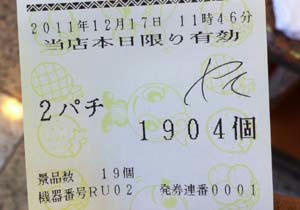 2011年12月17日 11時46分
当店本日限り有効
2パチ
1904個
景品数 19個
機器番号RU02 発券連番0001